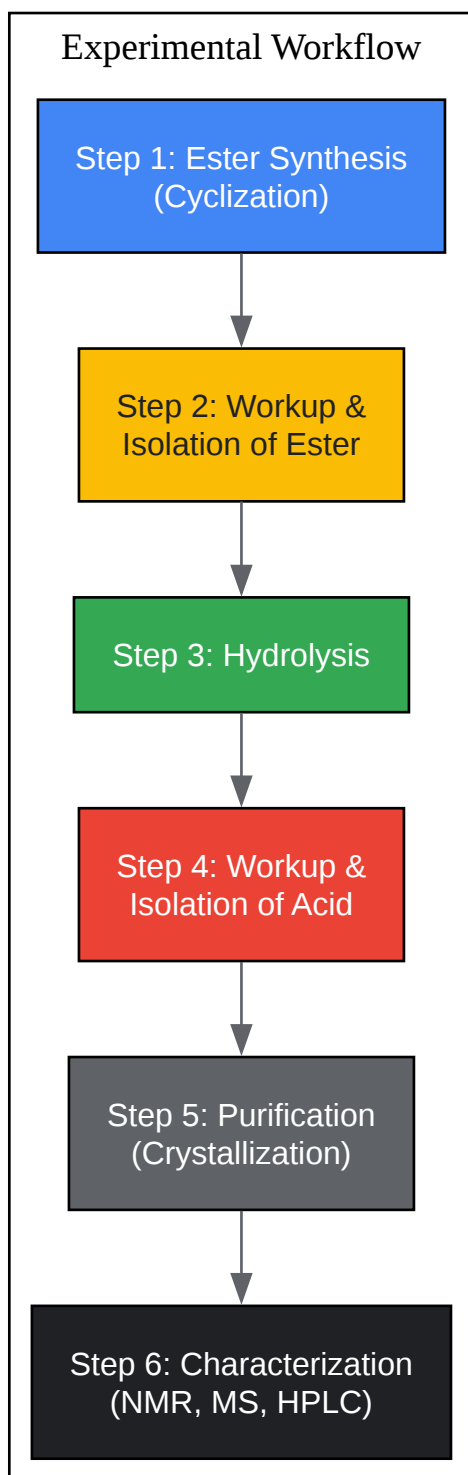 Experimental Workflow
Step 1: Ester Synthesis
(Cyclization)
Step 2: Workup &
Isolation of Ester
Step 3: Hydrolysis
Step 4: Workup &
Isolation of Acid
Step 5: Purification
(Crystallization)
Step 6: Characterization
(NMR, MS, HPLC)